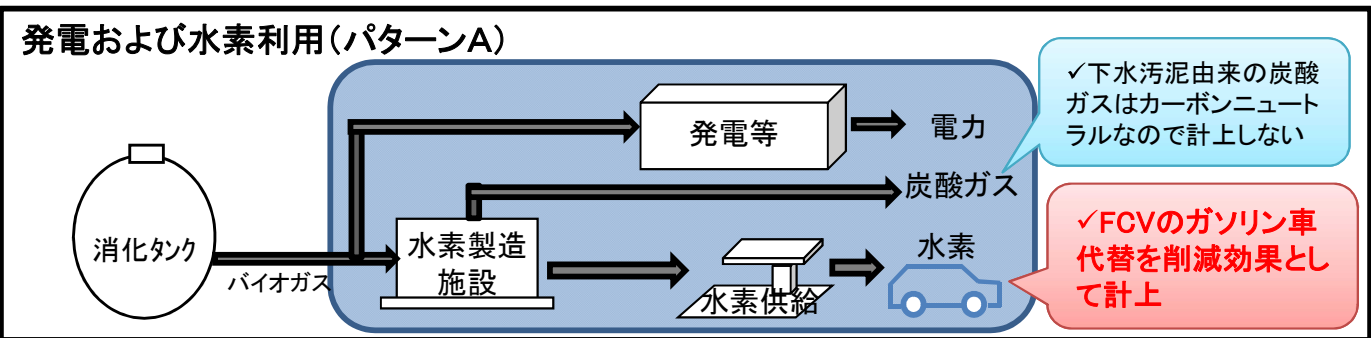 発電および水素利用(パターンA)
✓下水汚泥由来の炭酸
ガスはカーボンニュート
ラルなので計上しない
発電等
電力
炭酸ガス
✓FCVのガソリン車
代替を削減効果とし
て計上
消化タンク
バイオガス
水素製造
施設
水素供給
水素